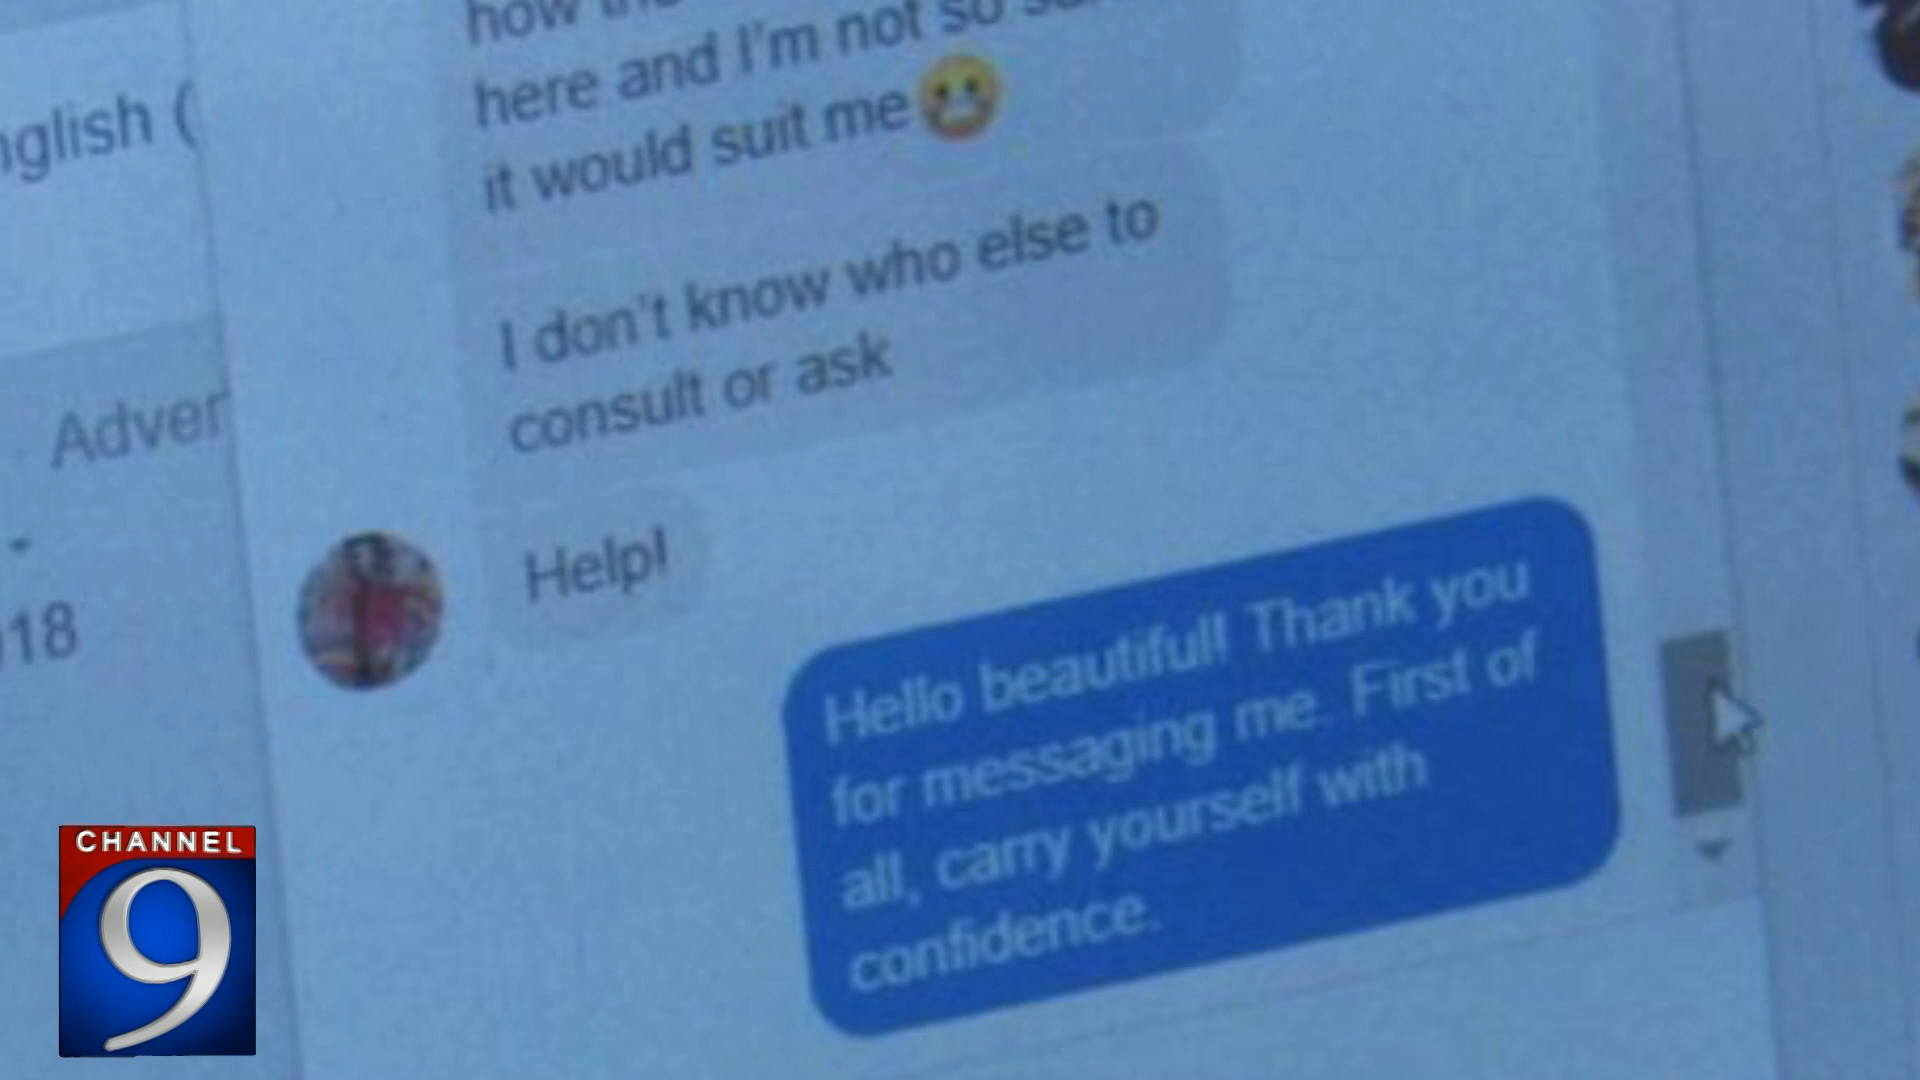 how
here and I'm not so
it would suit me
I don't know who else to
consult or ask
Help!
Hello beautiful! Thank you
for messaging me. First of
all, carry yourself with
confidence.
nglish (
Adver
18
CHANNEL
9